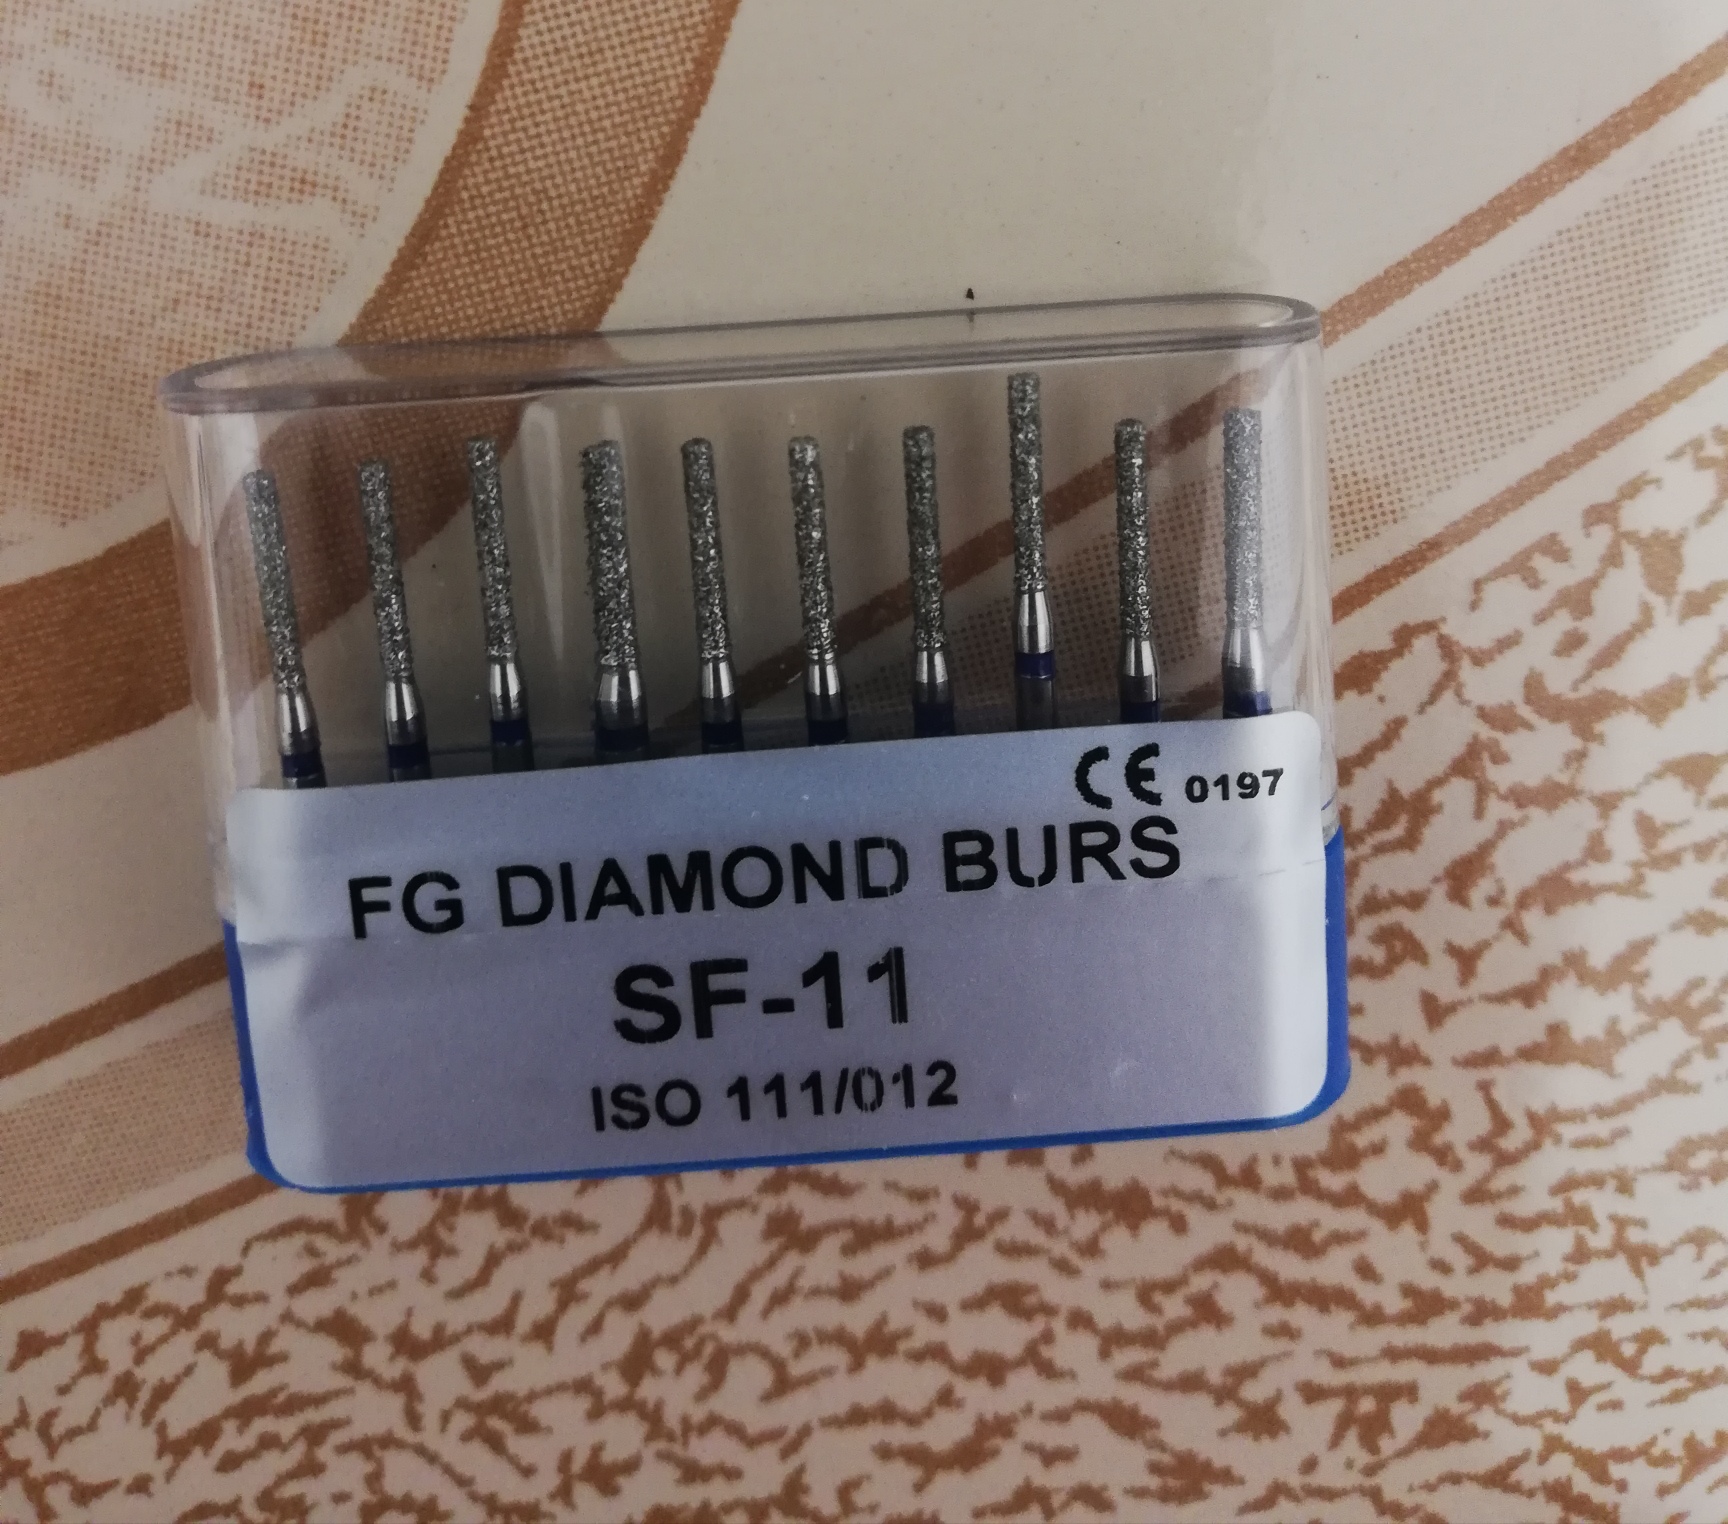 CE 0197
FG DIAMOND BURS
SF-11
ISO 111/012